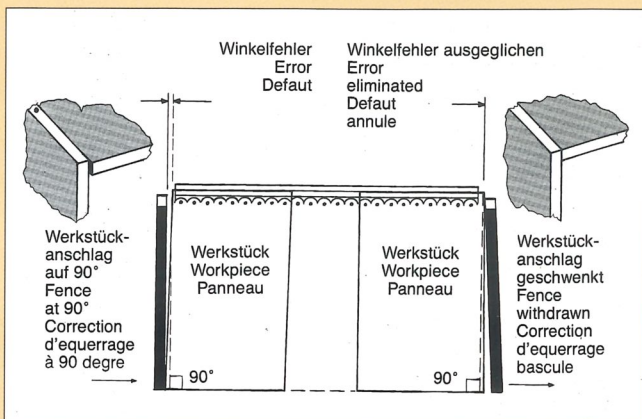 Winkelfehler
Error
Defaut
Winkelfehler ausgeglichen
Error
eliminated
Defaut
annule
Werkstück-
anschlag
auf 90°
Fence
at 90°
Correction
d'equerrage
à 90 degre
Werkstück
Workpiece
Panneau
90°
Werkstück
Workpiece
Panneau
90°
Werkstück-
anschlag
geschwenkt
Fence
withdrawn
Correction
d'equerrage
bascule